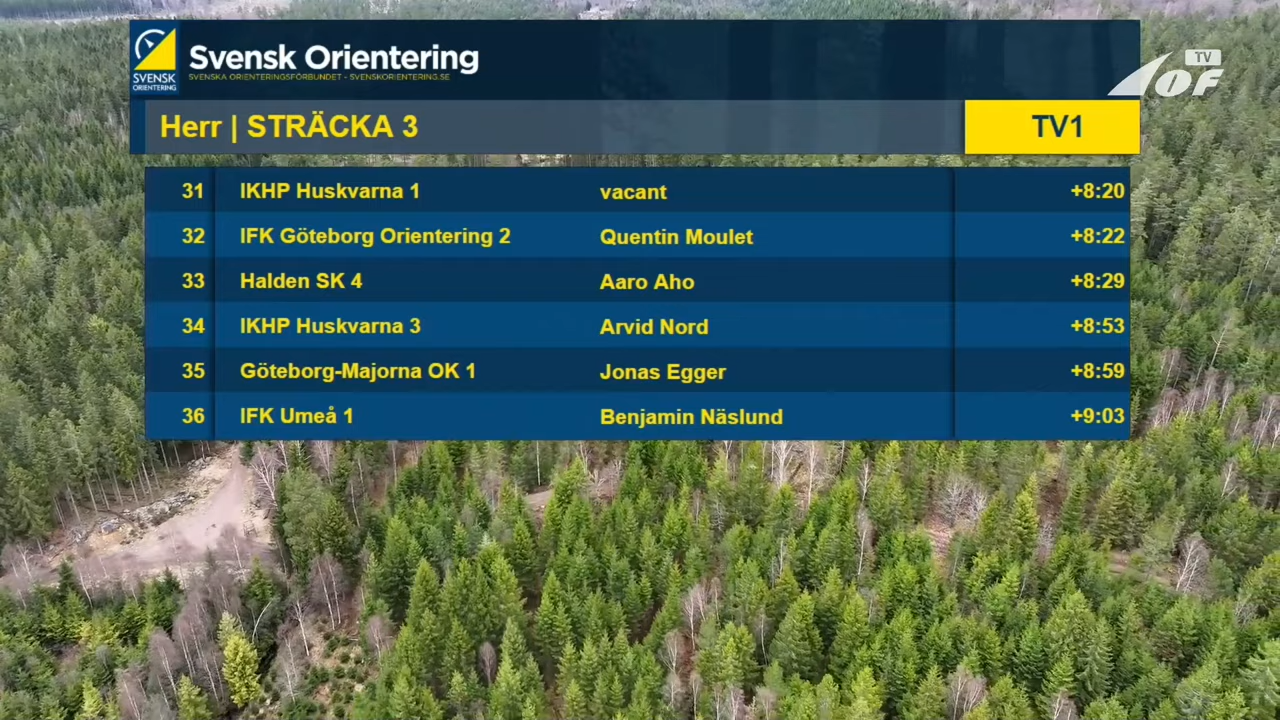 Svensk Orientering
SVENSKA ORIENTERINGSFÖRBUNDET - SVENSKORIENTERING.SE
SVENSK
ORIENTERING
TV
OF
Herr | STRÄCKA 3 TV1
31 IKHP Huskvarna 1 vacant +8:20
32 IFK Göteborg Orientering 2 Quentin Moulet +8:22
33 Halden SK 4 Aaro Aho +8:29
34 IKHP Huskvarna 3 Arvid Nord +8:53
35 Göteborg-Majorna OK 1 Jonas Egger +8:59
36 IFK Umeå 1 Benjamin Näslund +9:03